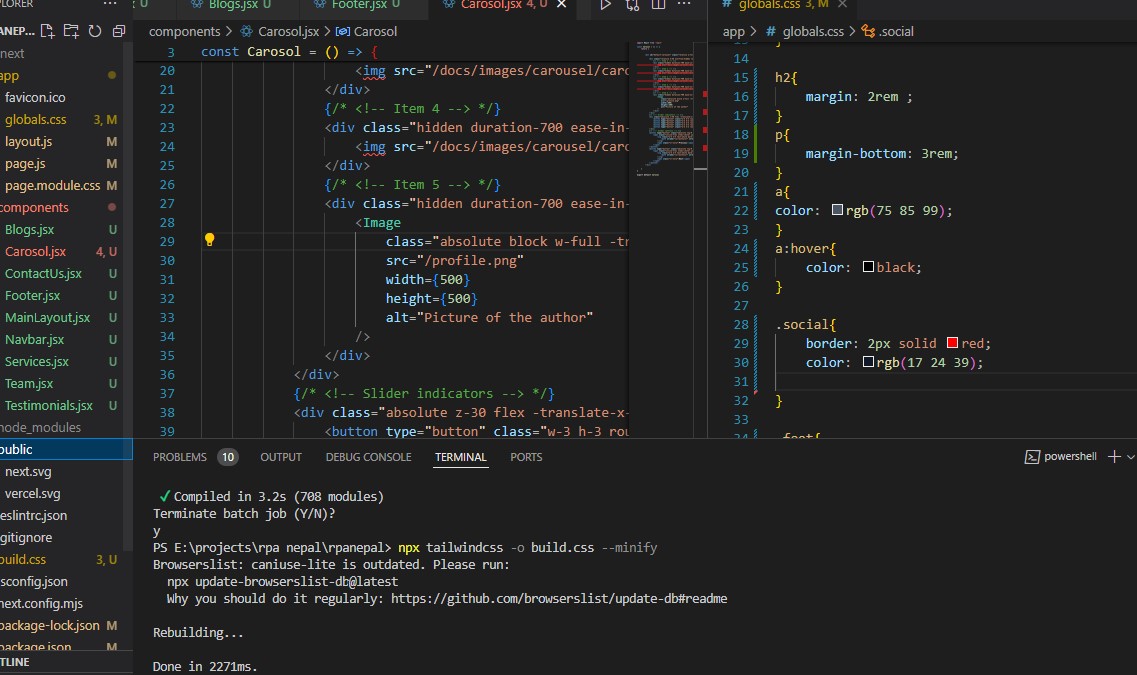 LORER
U Blogs.jsx U Footer.jsx U Carosol.jsx 4, U
globals.css 3, M
ANEP...
components > Carosol.jsx > Carosol
app > # globals.css > .social
next
app
favicon.ico
globals.css 3, M
layout.js M
page.js M
page.module.css M
components
Blogs.jsx U
Carosol.jsx 4, U
ContactUs.jsx U
Footer.jsx U
MainLayout.jsx U
Navbar.jsx U
Services.jsx U
Team.jsx U
Testimonials.jsx U
node_modules
public
next.svg
vercel.svg
eslintrc.json
gitignore
build.css 3, U
sconfig.json
next.config.mjs
package-lock.json M
package.json M
TLINE
3 const Carosol = () => {
20 <img src="/docs/images/carousel/caro
21 </div>
22 {/* <!-- Item 4 --> */}
23 <div class="hidden duration-700 ease-in-
24 <img src="/docs/images/carousel/caro
25 </div>
26 {/* <!-- Item 5 --> */}
27 <div class="hidden duration-700 ease-in-
28 <Image
29 class="absolute block w-full -tr
30 src="/profile.png"
31 width={500}
32 height={500}
33 alt="Picture of the author"
34 />
35 </div>
36 </div>
37 {/* <!-- Slider indicators --> */}
38 <div class="absolute z-30 flex -translate-x-
39 <button type="button" class="w-3 h-3 rou
14
15 h2{
16 margin: 2rem ;
17 }
18 p{
19 margin-bottom: 3rem;
20 }
21 a{
22 color: rgb(75 85 99);
23 }
24 a:hover{
25 color: black;
26 }
27
28 .social{
29 border: 2px solid red;
30 color: rgb(17 24 39);
31
32 }
33
34 .foot{
PROBLEMS 10 OUTPUT DEBUG CONSOLE TERMINAL PORTS
powershell
✓ Compiled in 3.2s (708 modules)
Terminate batch job (Y/N)?
y
PS E:\projects\rpa nepal\rpanepal> npx tailwindcss -o build.css --minify
Browserslist: caniuse-lite is outdated. Please run:
npx update-browserslist-db@latest
Why you should do it regularly: https://github.com/browserslist/update-db#readme
Rebuilding...
Done in 2271ms.